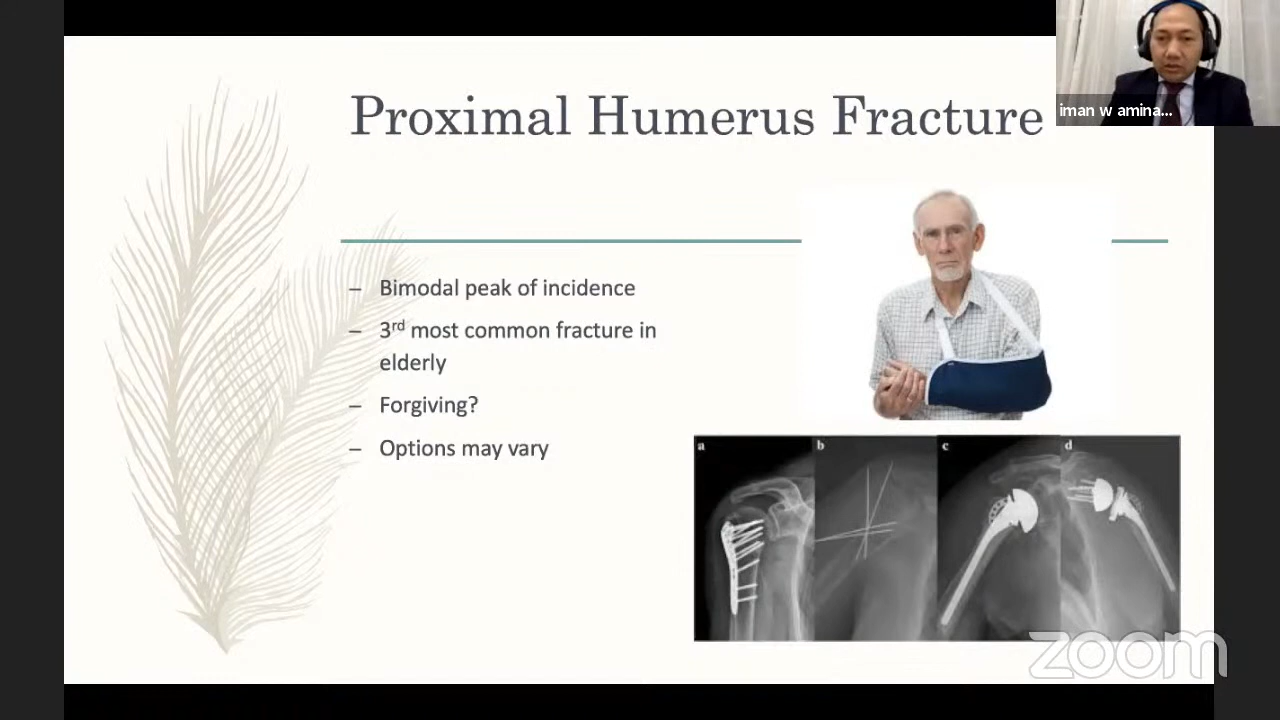 Proximal Humerus Fracture
iman w amina...
– Bimodal peak of incidence
– 3rd most common fracture in
elderly
– Forgiving?
– Options may vary
a b c d
zoom